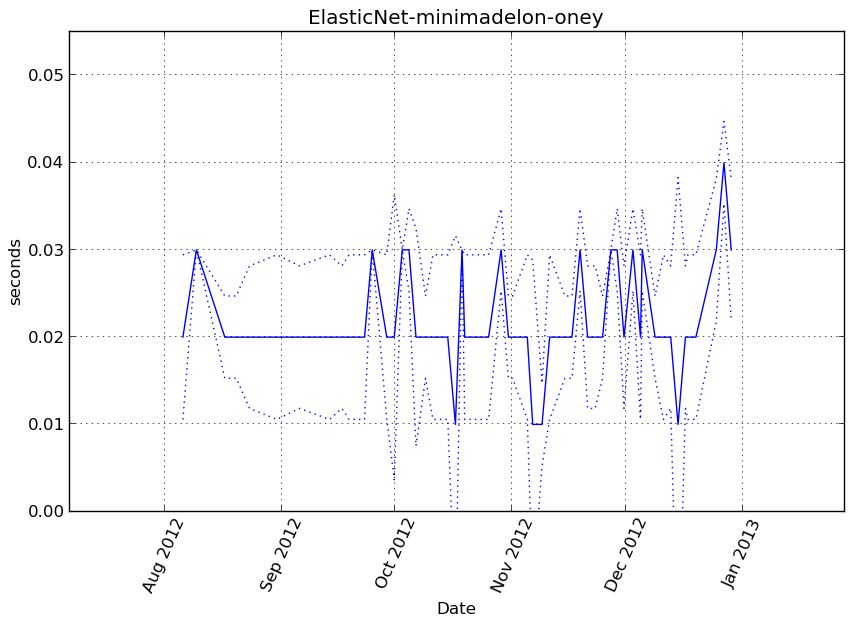 ElasticNet-minimadelon-oney
0.05
0.04
0.03
0.02
0.01
0.00
seconds
Aug 2012
Sep 2012
Oct 2012
Nov 2012
Dec 2012
Jan 2013
Date